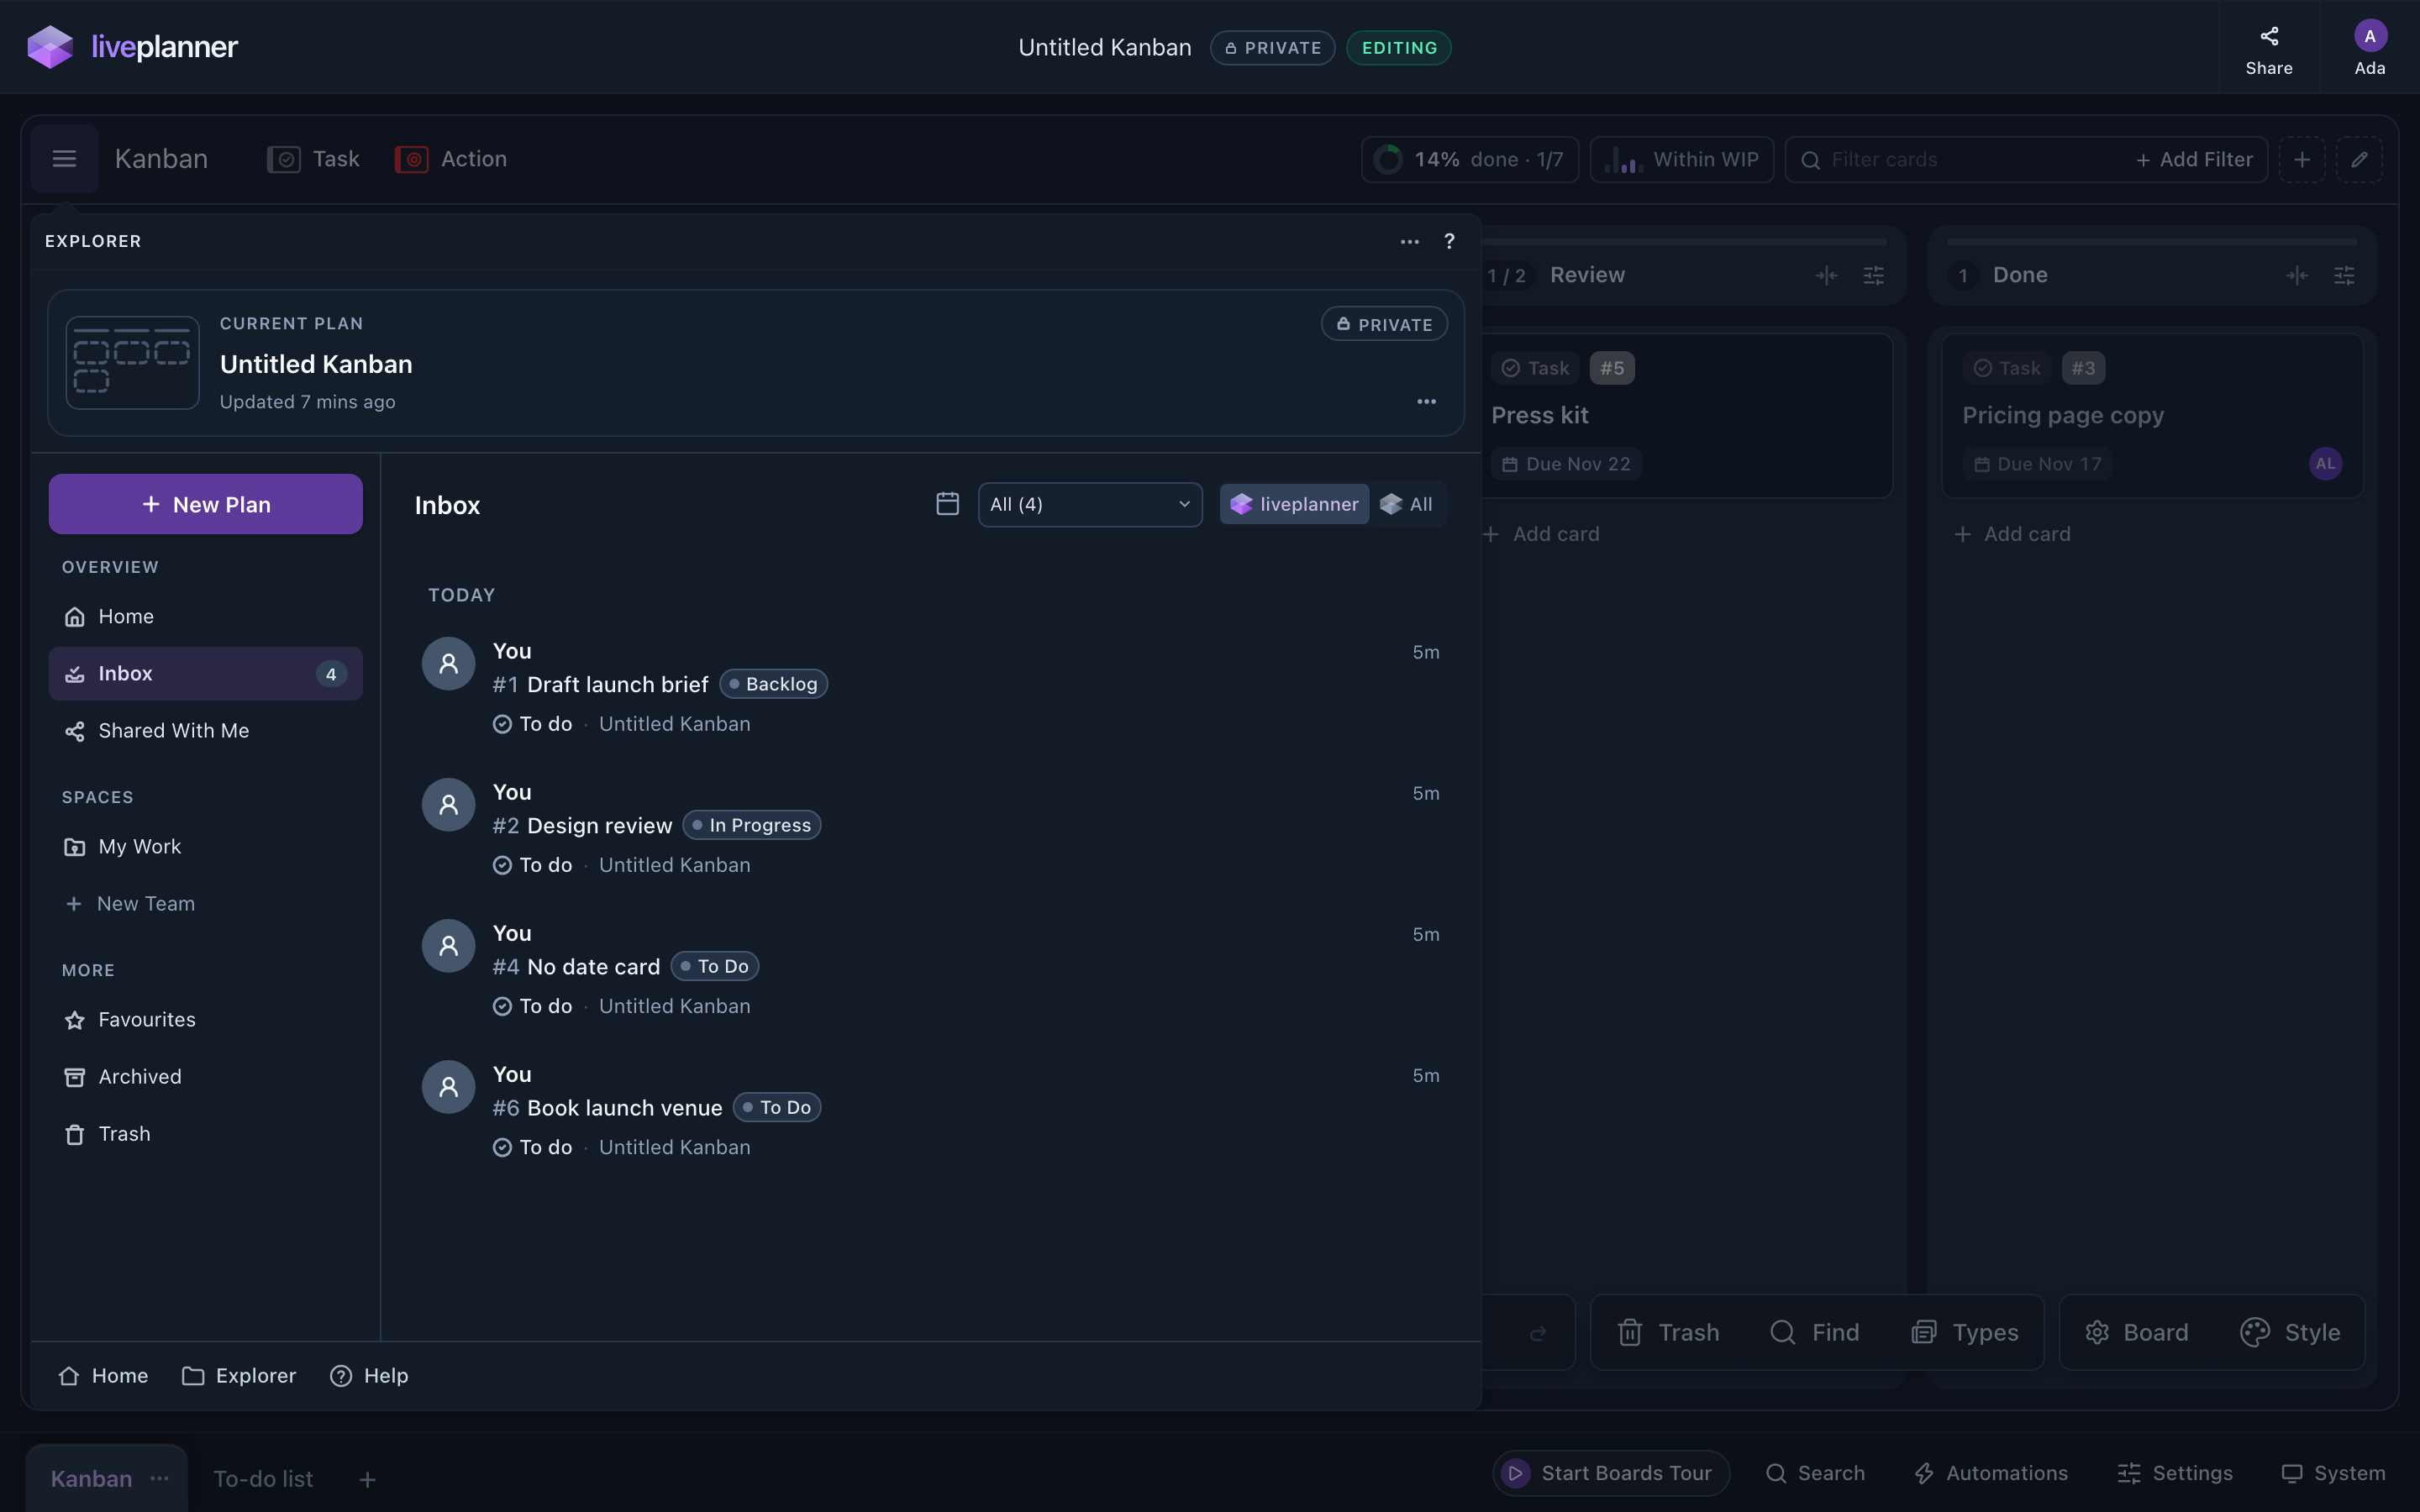 liveplanner
Untitled Kanban PRIVATE EDITING
Share
A
Ada
Kanban Task Action
14% done · 1/7 Within WIP Filter cards + Add Filter
EXPLORER ?
CURRENT PLAN
PRIVATE
Untitled Kanban
Updated 7 mins ago
+ New Plan
OVERVIEW
Home
Inbox 4
Shared With Me
SPACES
My Work
+ New Team
MORE
Favourites
Archived
Trash
Inbox All (4) liveplanner All
TODAY
You 5m
#1 Draft launch brief Backlog
To do · Untitled Kanban
You 5m
#2 Design review In Progress
To do · Untitled Kanban
You 5m
#4 No date card To Do
To do · Untitled Kanban
You 5m
#6 Book launch venue To Do
To do · Untitled Kanban
Home Explorer Help
1 / 2 Review
Task #5
Press kit
Due Nov 22
+ Add card
1 Done
Task #3
Pricing page copy
Due Nov 17 AL
+ Add card
Trash Find Types Board Style
Kanban ··· To-do list +
Start Boards Tour Search Automations Settings System